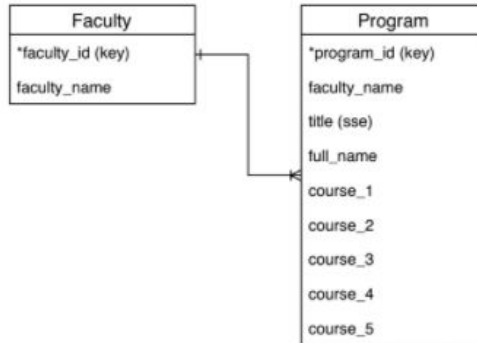 Faculty
*faculty_id (key)
faculty_name
Program
*program_id (key)
faculty_name
title (sse)
full_name
course_1
course_2
course_3
course_4
course_5